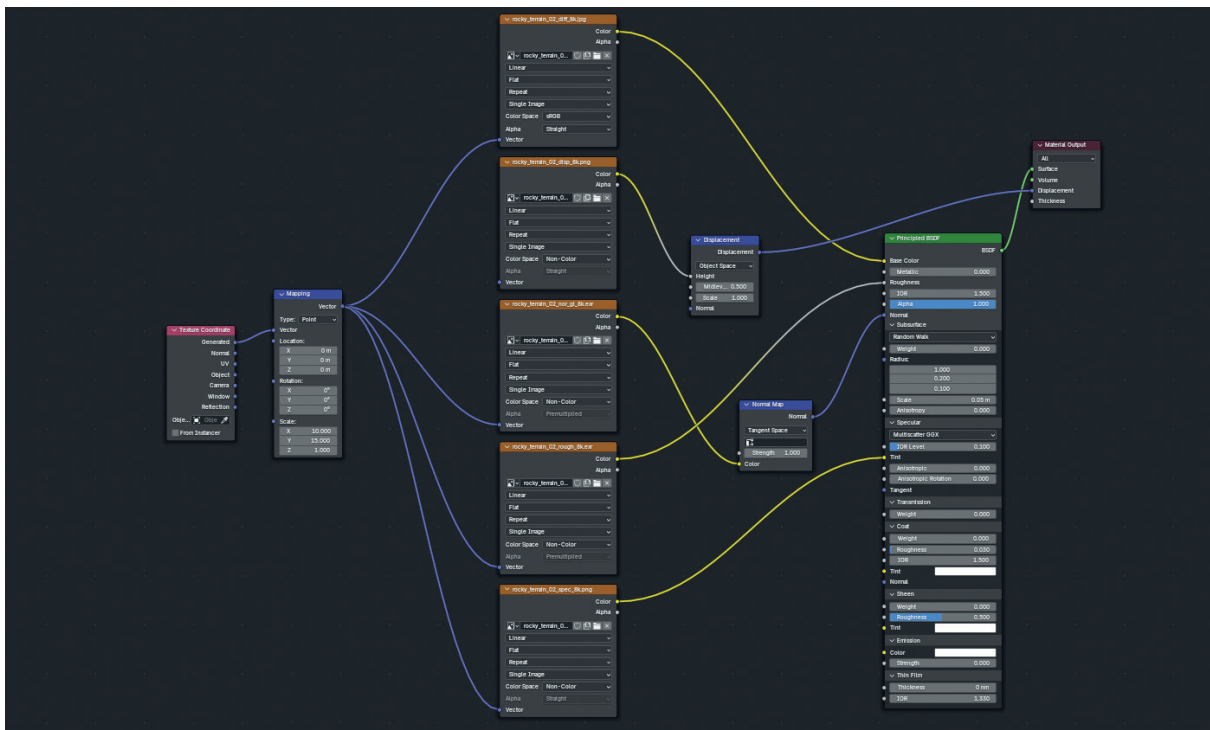 Texture Coordinate
Generated
Normal
UV
Object
Camera
Window
Reflection
Obje...
Obje
From Instancer
Mapping
Vector
Type: Point
Vector
Location:
X 0 m
Y 0 m
Z 0 m
Rotation:
X 0°
Y 0°
Z 0°
Scale:
X 10.000
Y 15.000
Z 1.000
rocky_terrain_02_diff_8k.jpg
Color
Alpha
rocky_terrain_0...
Linear
Flat
Repeat
Single Image
Color Space sRGB
Alpha Straight
Vector
rocky_terrain_02_disp_8k.png
Color
Alpha
rocky_terrain_0...
Linear
Flat
Repeat
Single Image
Color Space Non-Color
Alpha Straight
Vector
rocky_terrain_02_nor_gl_8k.exr
Color
Alpha
rocky_terrain_0...
Linear
Flat
Repeat
Single Image
Color Space Non-Color
Alpha Premultiplied
Vector
rocky_terrain_02_rough_8k.exr
Color
Alpha
rocky_terrain_0...
Linear
Flat
Repeat
Single Image
Color Space Non-Color
Alpha Premultiplied
Vector
rocky_terrain_02_spec_8k.png
Color
Alpha
rocky_terrain_0...
Linear
Flat
Repeat
Single Image
Color Space Non-Color
Alpha Straight
Vector
Displacement
Displacement
Object Space
Height
Midlev... 0.500
Scale 1.000
Normal
Normal Map
Normal
Tangent Space
Strength 1.000
Color
Principled BSDF
BSDF
Base Color
Metallic 0.000
Roughness
IOR 1.500
Alpha 1.000
Normal
Subsurface
Random Walk
Weight 0.000
Radius:
1.000
0.200
0.100
Scale 0.05 m
Anisotropy 0.000
Specular
Multiscatter GGX
IOR Level 0.100
Tint
Anisotropic 0.000
Anisotropic Rotation 0.000
Tangent
Transmission
Weight 0.000
Coat
Weight 0.000
Roughness 0.030
IOR 1.500
Tint
Normal
Sheen
Weight 0.000
Roughness 0.500
Tint
Emission
Color
Strength 0.000
Thin Film
Thickness 0 nm
IOR 1.330
Material Output
All
Surface
Volume
Displacement
Thickness